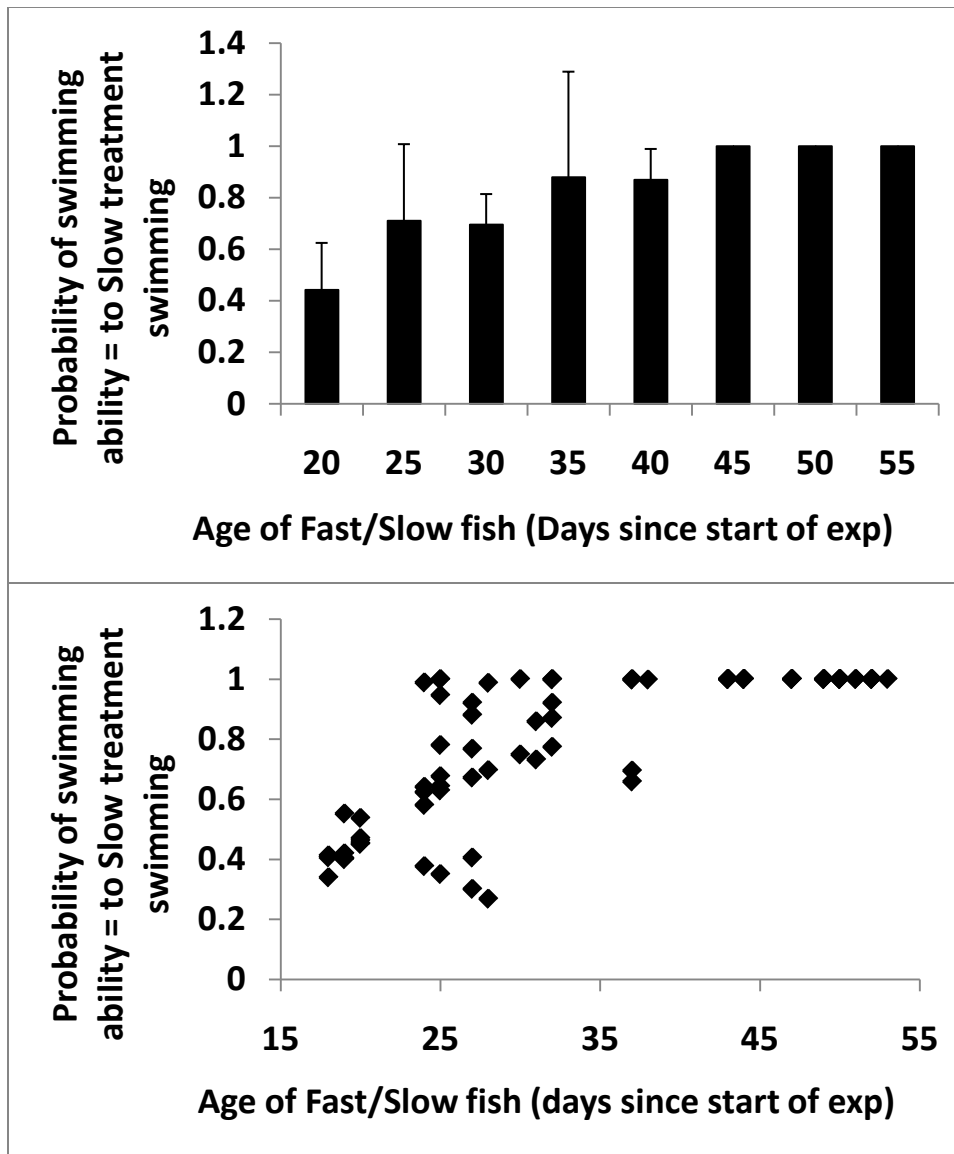 Probability of swimming
ability = to Slow treatment
swimming
1.4
1.2
1
0.8
0.6
0.4
0.2
0
20 25 30 35 40 45 50 55
Age of Fast/Slow fish (Days since start of exp)
Probability of swimming
ability = to Slow treatment
swimming
1.2
1
0.8
0.6
0.4
0.2
0
15 25 35 45 55
Age of Fast/Slow fish (days since start of exp)